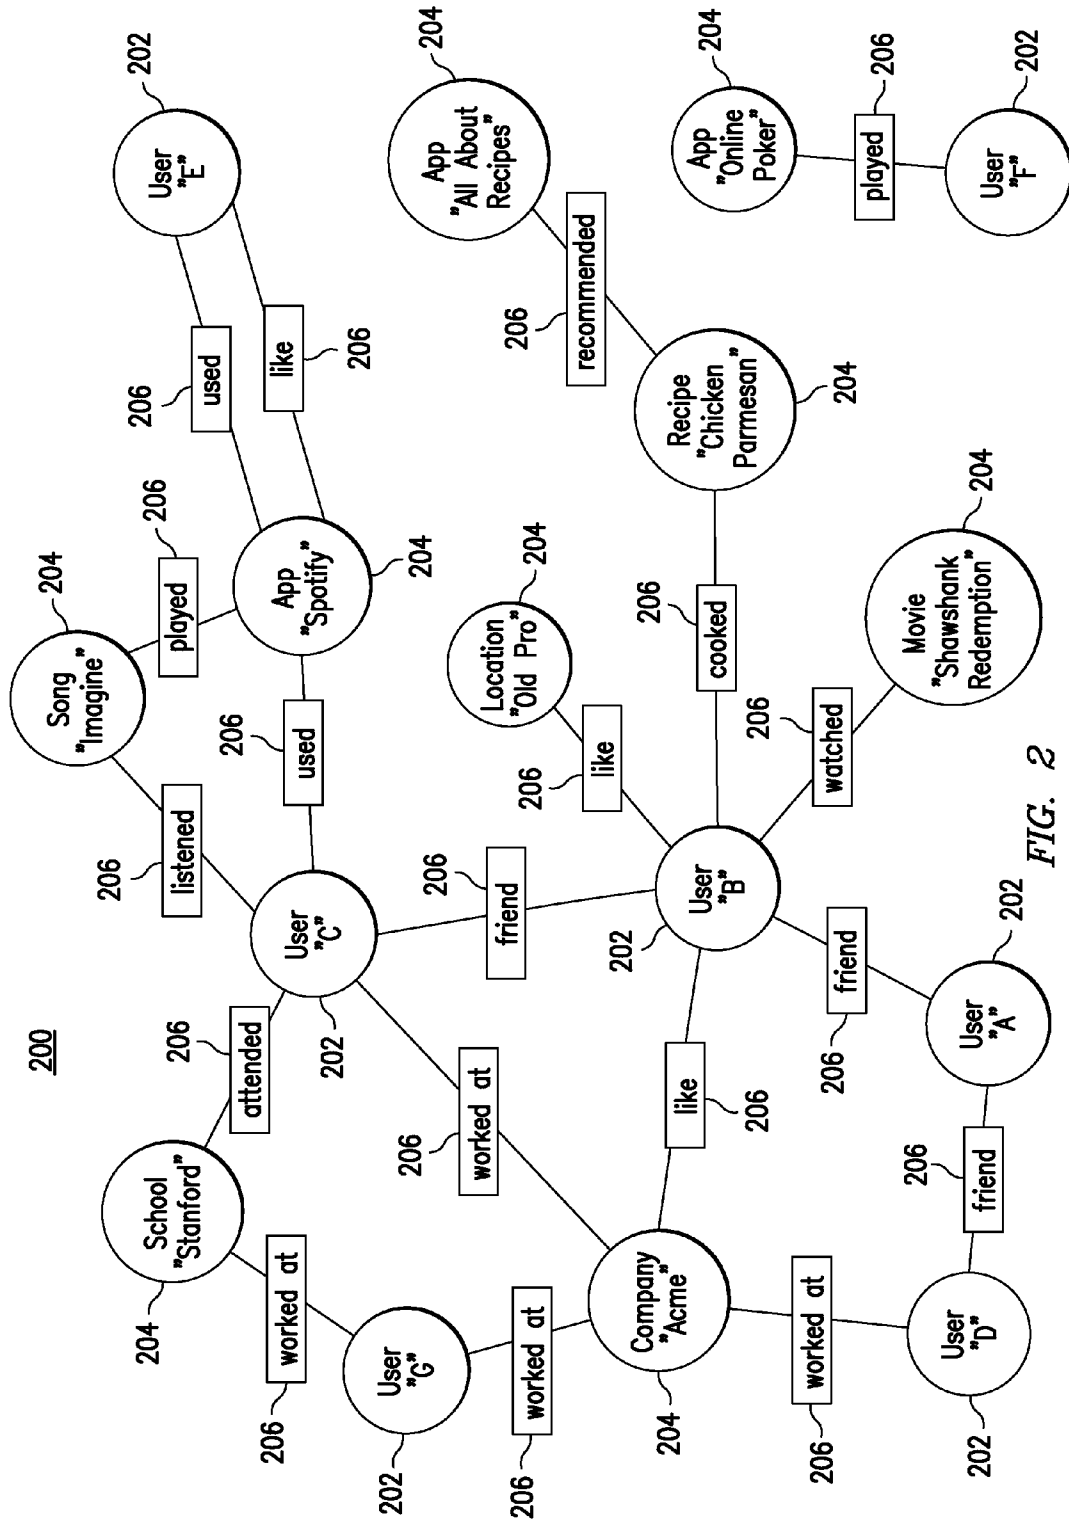 200
204
Song
"Imagine"
206
listened
206
played
202
User
"E"
204
School
"Stanford"
206
attended
206
used
206
worked at
202
User
"C"
206
used
204
App
"Spotify"
206
like
202
User
"G"
206
worked at
206
friend
204
Location
"Old Pro"
204
App
"All About
Recipes"
206
worked at
206
like
206
recommended
204
Company
"Acme"
206
like
202
User
"B"
206
cooked
204
Recipe
"Chicken
Parmesan"
204
App
"Online
Poker"
206
worked at
206
friend
206
watched
206
played
202
User
"D"
206
friend
202
User
"A"
204
Movie
"Shawshank
Redemption"
202
User
"F"
FIG. 2